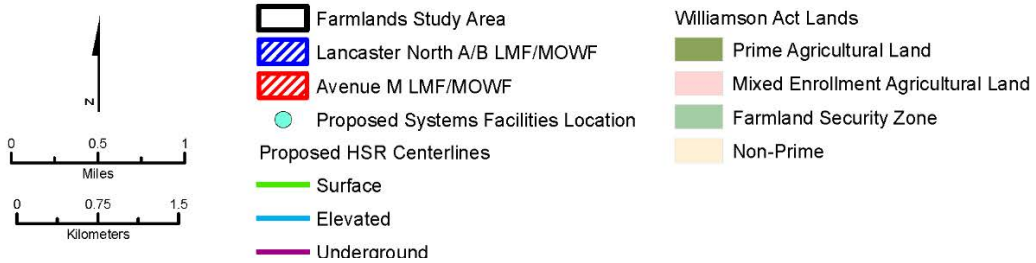 N
0 0.5 1
Miles
0 0.75 1.5
Kilometers
Farmlands Study Area
Lancaster North A/B LMF/MOWF
Avenue M LMF/MOWF
Proposed Systems Facilities Location
Proposed HSR Centerlines
Surface
Elevated
Underground
Williamson Act Lands
Prime Agricultural Land
Mixed Enrollment Agricultural Land
Farmland Security Zone
Non-Prime